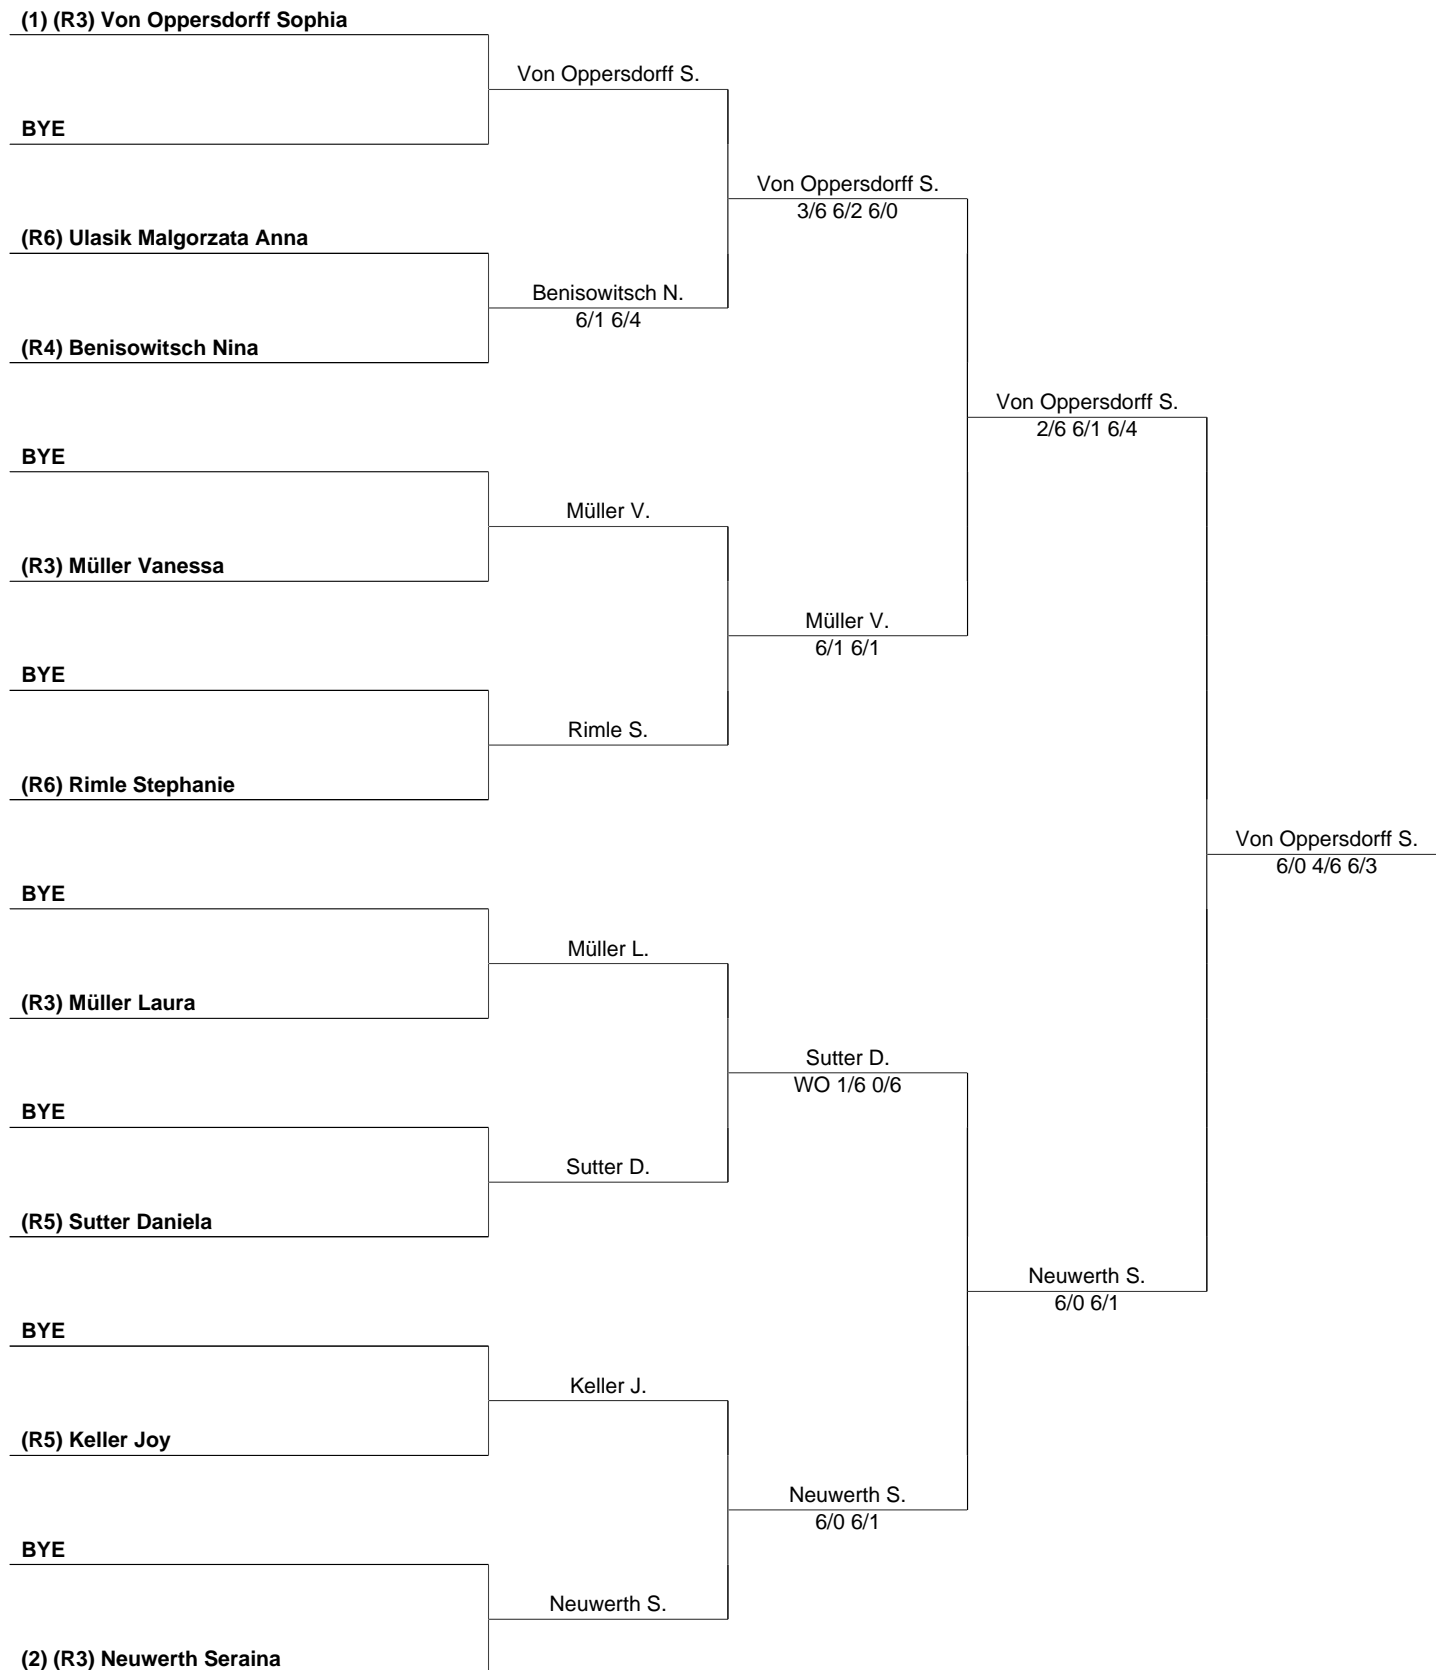 (1) (R3) Von Oppersdorff Sophia
Von Oppersdorff S.
BYE
Von Oppersdorff S.
3/6 6/2 6/0
(R6) Ulasik Malgorzata Anna
Benisowitsch N.
6/1 6/4
(R4) Benisowitsch Nina
Von Oppersdorff S.
2/6 6/1 6/4
BYE
Müller V.
(R3) Müller Vanessa
Müller V.
6/1 6/1
BYE
Rimle S.
(R6) Rimle Stephanie
Von Oppersdorff S.
6/0 4/6 6/3
BYE
Müller L.
(R3) Müller Laura
Sutter D.
WO 1/6 0/6
BYE
Sutter D.
(R5) Sutter Daniela
Neuwerth S.
6/0 6/1
BYE
Keller J.
(R5) Keller Joy
Neuwerth S.
6/0 6/1
BYE
Neuwerth S.
(2) (R3) Neuwerth Seraina